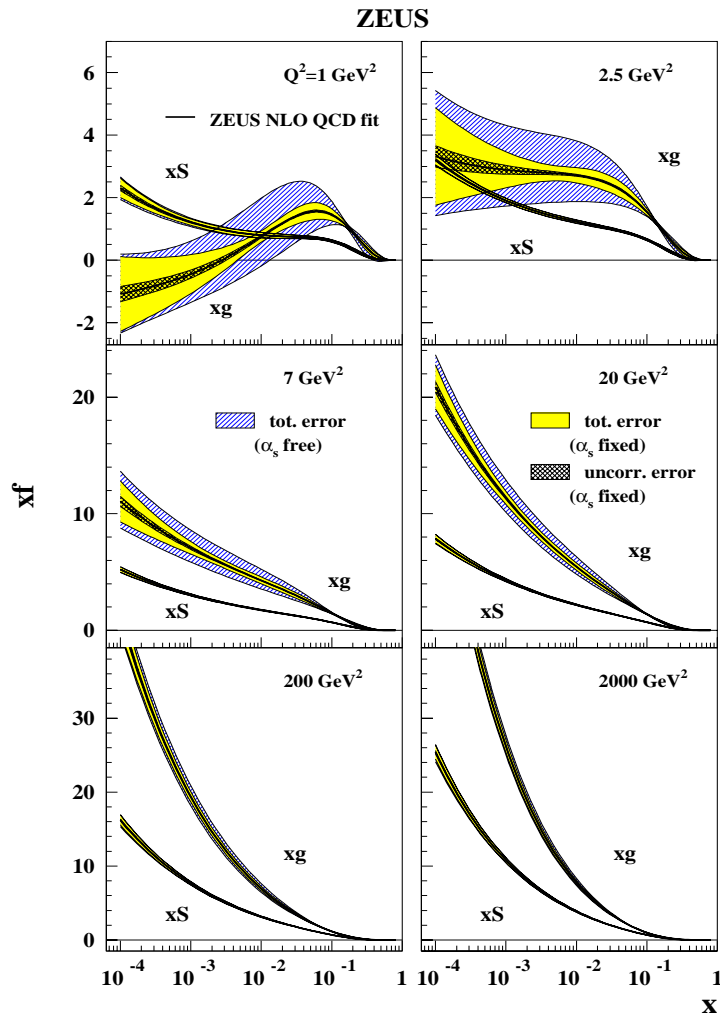 ZEUS
Q²=1 GeV²
ZEUS NLO QCD fit
xS
xg
6
4
2
0
-2
2.5 GeV²
xg
xS
7 GeV²
tot. error
(αs free)
xg
xS
20
10
0
20 GeV²
tot. error
(αs fixed)
uncorr. error
(αs fixed)
xg
xS
xf
200 GeV²
xg
xS
30
20
10
0
2000 GeV²
xg
xS
10⁻⁴ 10⁻³ 10⁻² 10⁻¹ 1
10⁻⁴ 10⁻³ 10⁻² 10⁻¹ 1
x